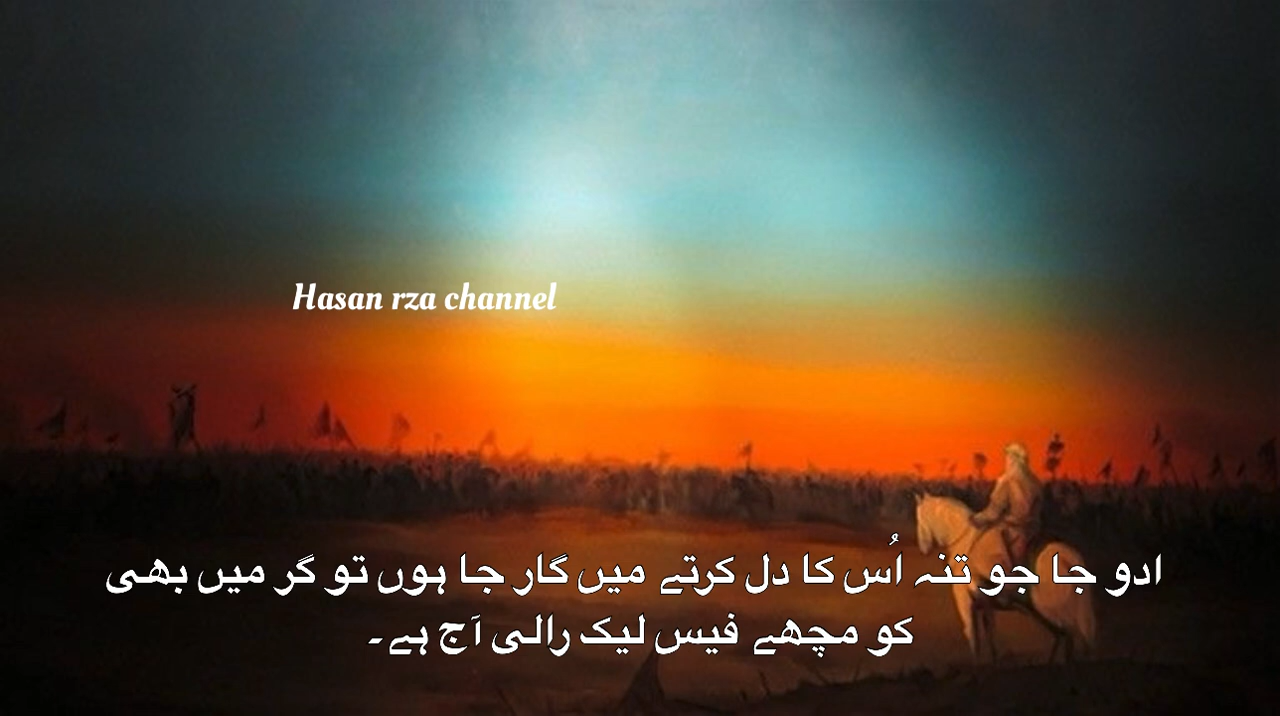 Hasan rza channel
ادو جا جو تنہ اُس کا دل کرتے میں گار جا ہوں تو گر میں بھی
کو مچھے فیس لیک رالی آج ہے۔